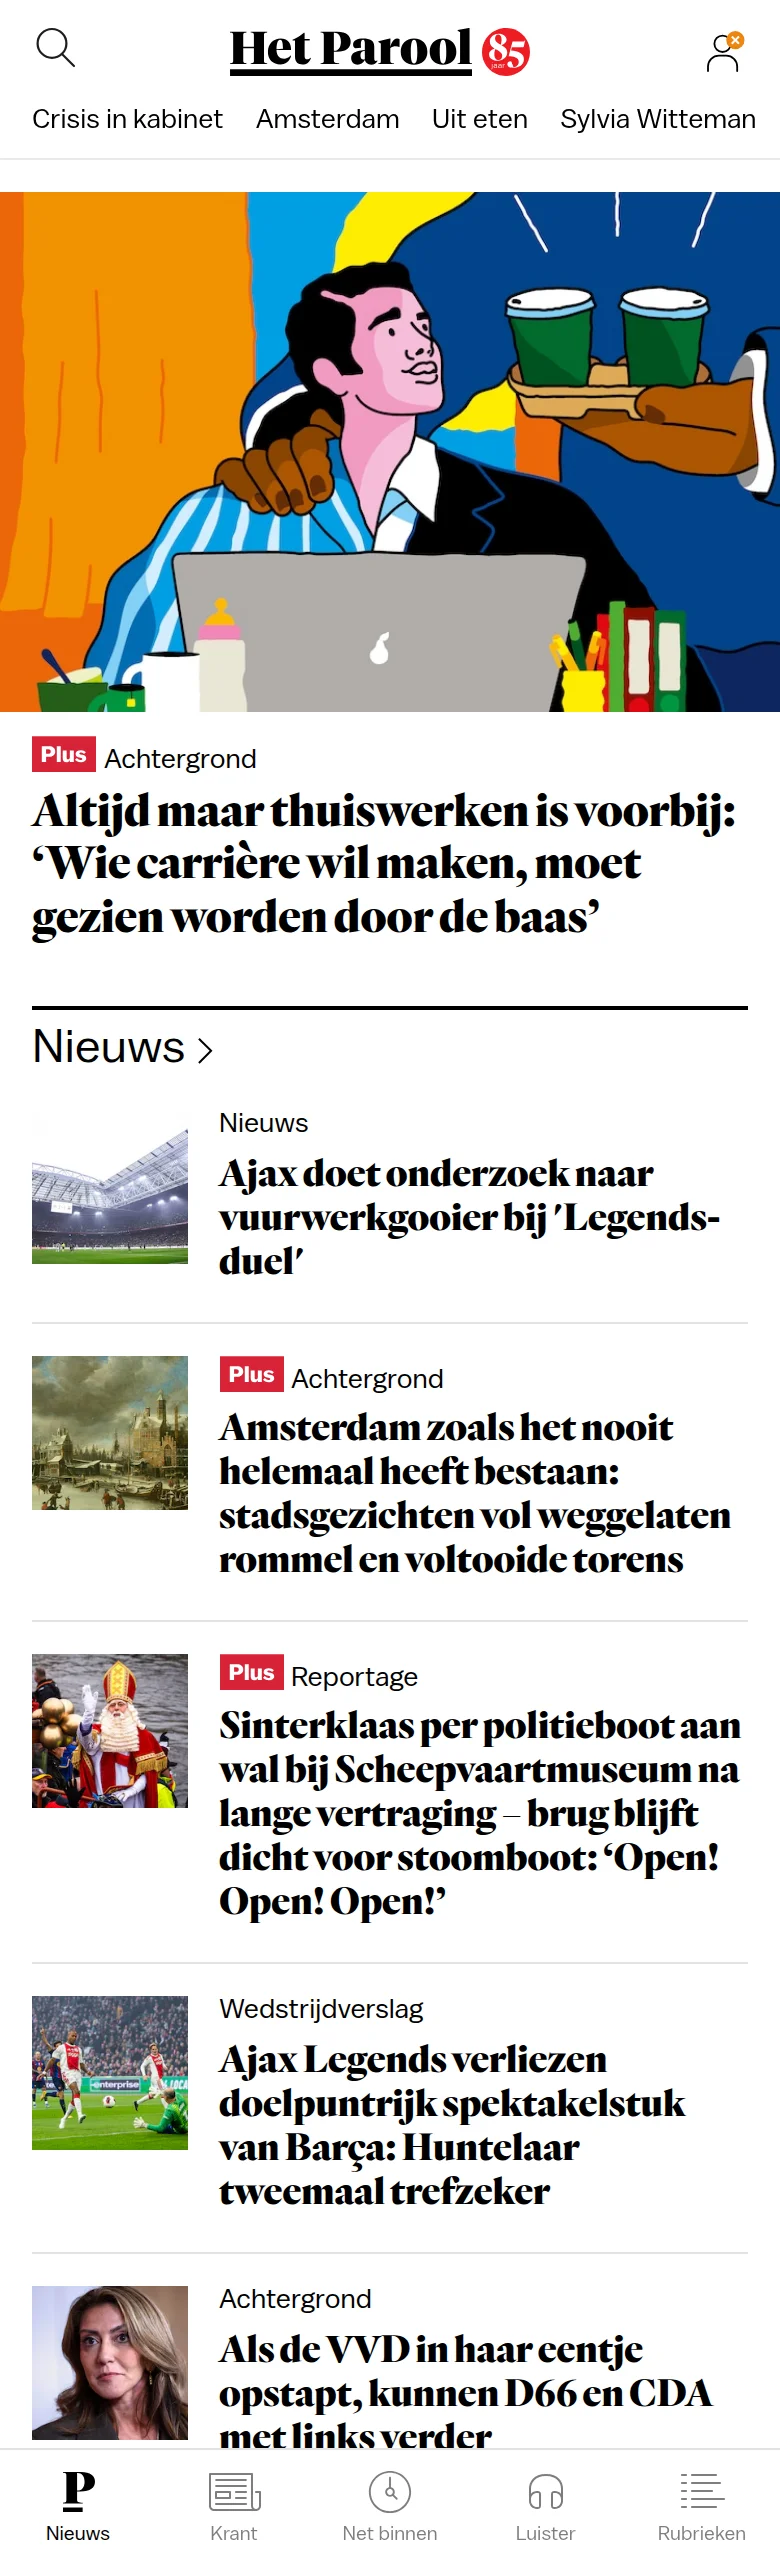 Het Parool 85 jaar
Crisis in kabinet Amsterdam Uit eten Sylvia Witteman
Plus Achtergrond
Altijd maar thuiswerken is voorbij:
‘Wie carrière wil maken, moet
gezien worden door de baas’
Nieuws
Nieuws
Ajax doet onderzoek naar
vuurwerkgooier bij 'Legends-
duel'
Plus Achtergrond
Amsterdam zoals het nooit
helemaal heeft bestaan:
stadsgezichten vol weggelaten
rommel en voltooide torens
Plus Reportage
Sinterklaas per politieboot aan
wal bij Scheepvaartmuseum na
lange vertraging – brug blijft
dicht voor stoomboot: ‘Open!
Open! Open!’
Wedstrijdverslag
enterprise
Ajax Legends verliezen
doelpuntrijk spektakelstuk
van Barça: Huntelaar
tweemaal trefzeker
Achtergrond
Als de VVD in haar eentje
opstapt, kunnen D66 en CDA
met links verder
P
Nieuws Krant Net binnen Luister Rubrieken